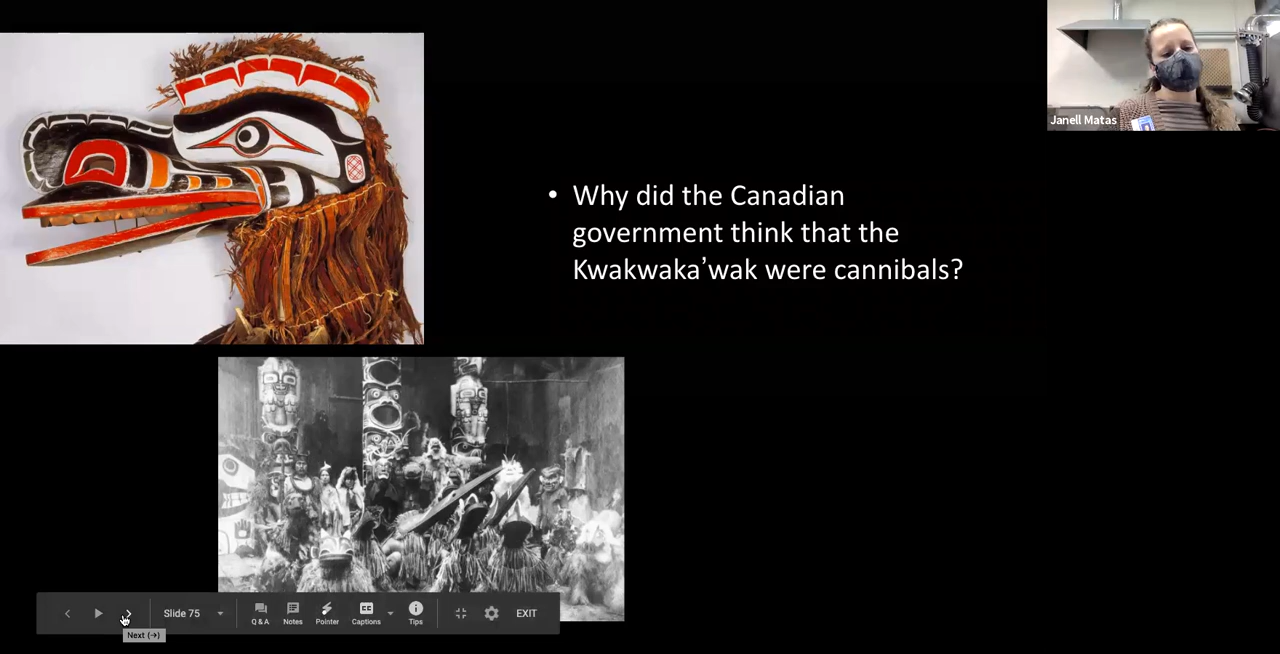 Janell Matas
• Why did the Canadian
government think that the
Kwakwaka’wak were cannibals?
Slide 75
Q & A
Notes
Pointer
Captions
Tips
EXIT
Next (→)